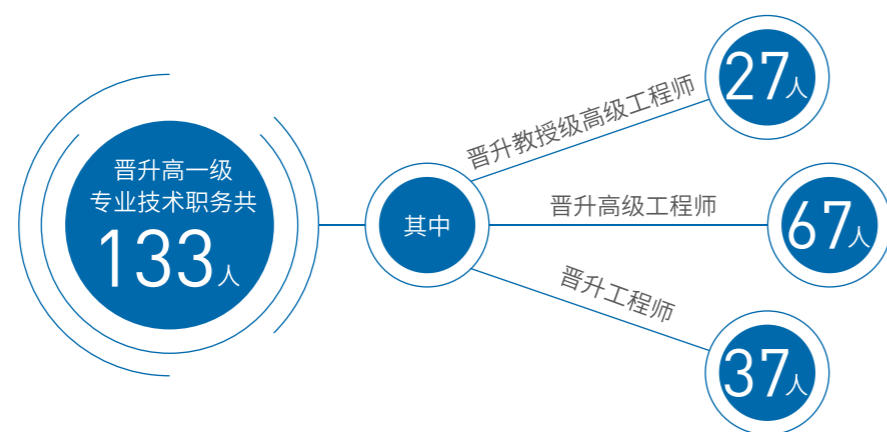 晋升高一级
专业技术职务共
133人
其中
晋升教授级高级工程师
27人
晋升高级工程师
67人
晋升工程师
37人